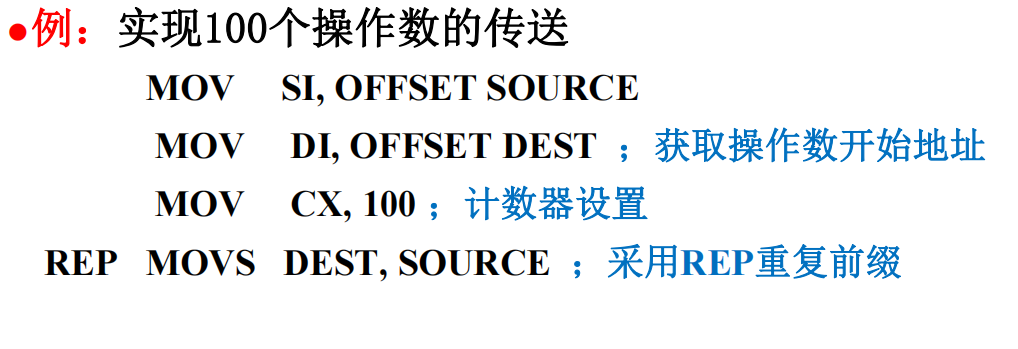 ●例：实现100个操作数的传送
MOV SI, OFFSET SOURCE
MOV DI, OFFSET DEST ；获取操作数开始地址
MOV CX, 100 ；计数器设置
REP MOVS DEST, SOURCE ；采用REP重复前缀